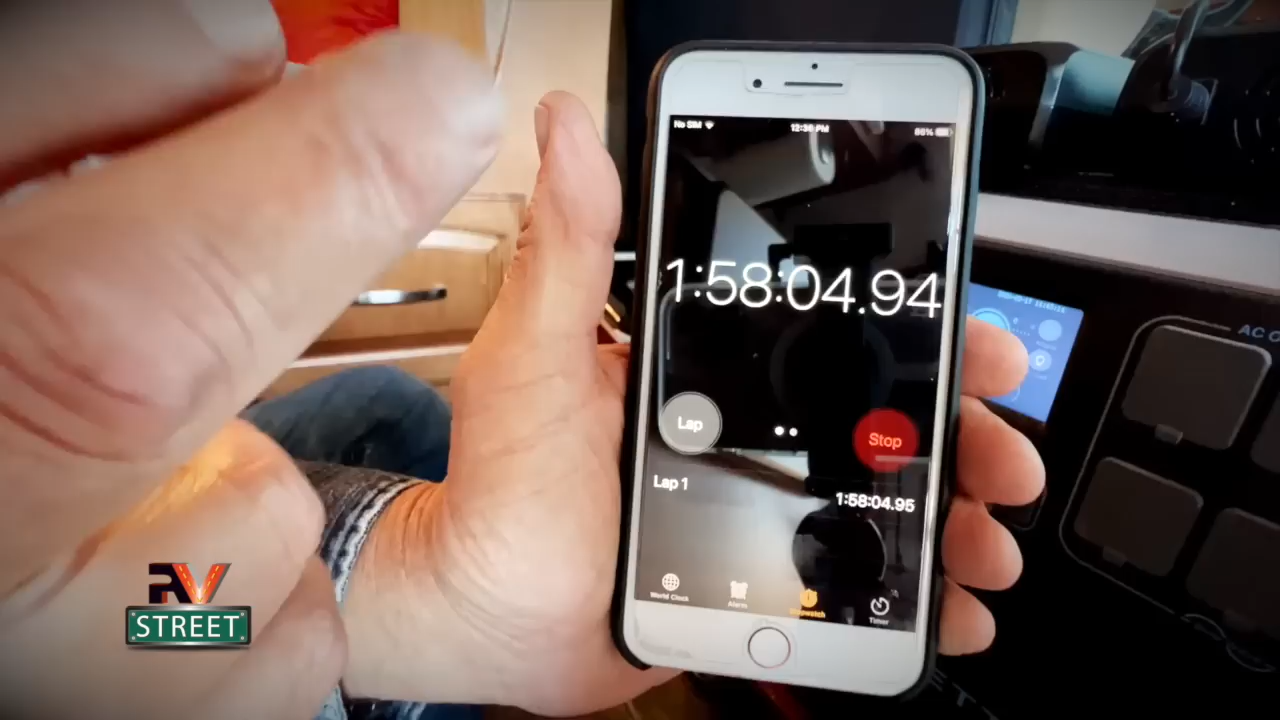 No SIM
12:36 PM
66%
1:58:04.94
Lap
Stop
Lap 1
1:58:04.95
World Clock
Alarm
Stopwatch
Timer
AC O
RV
STREET